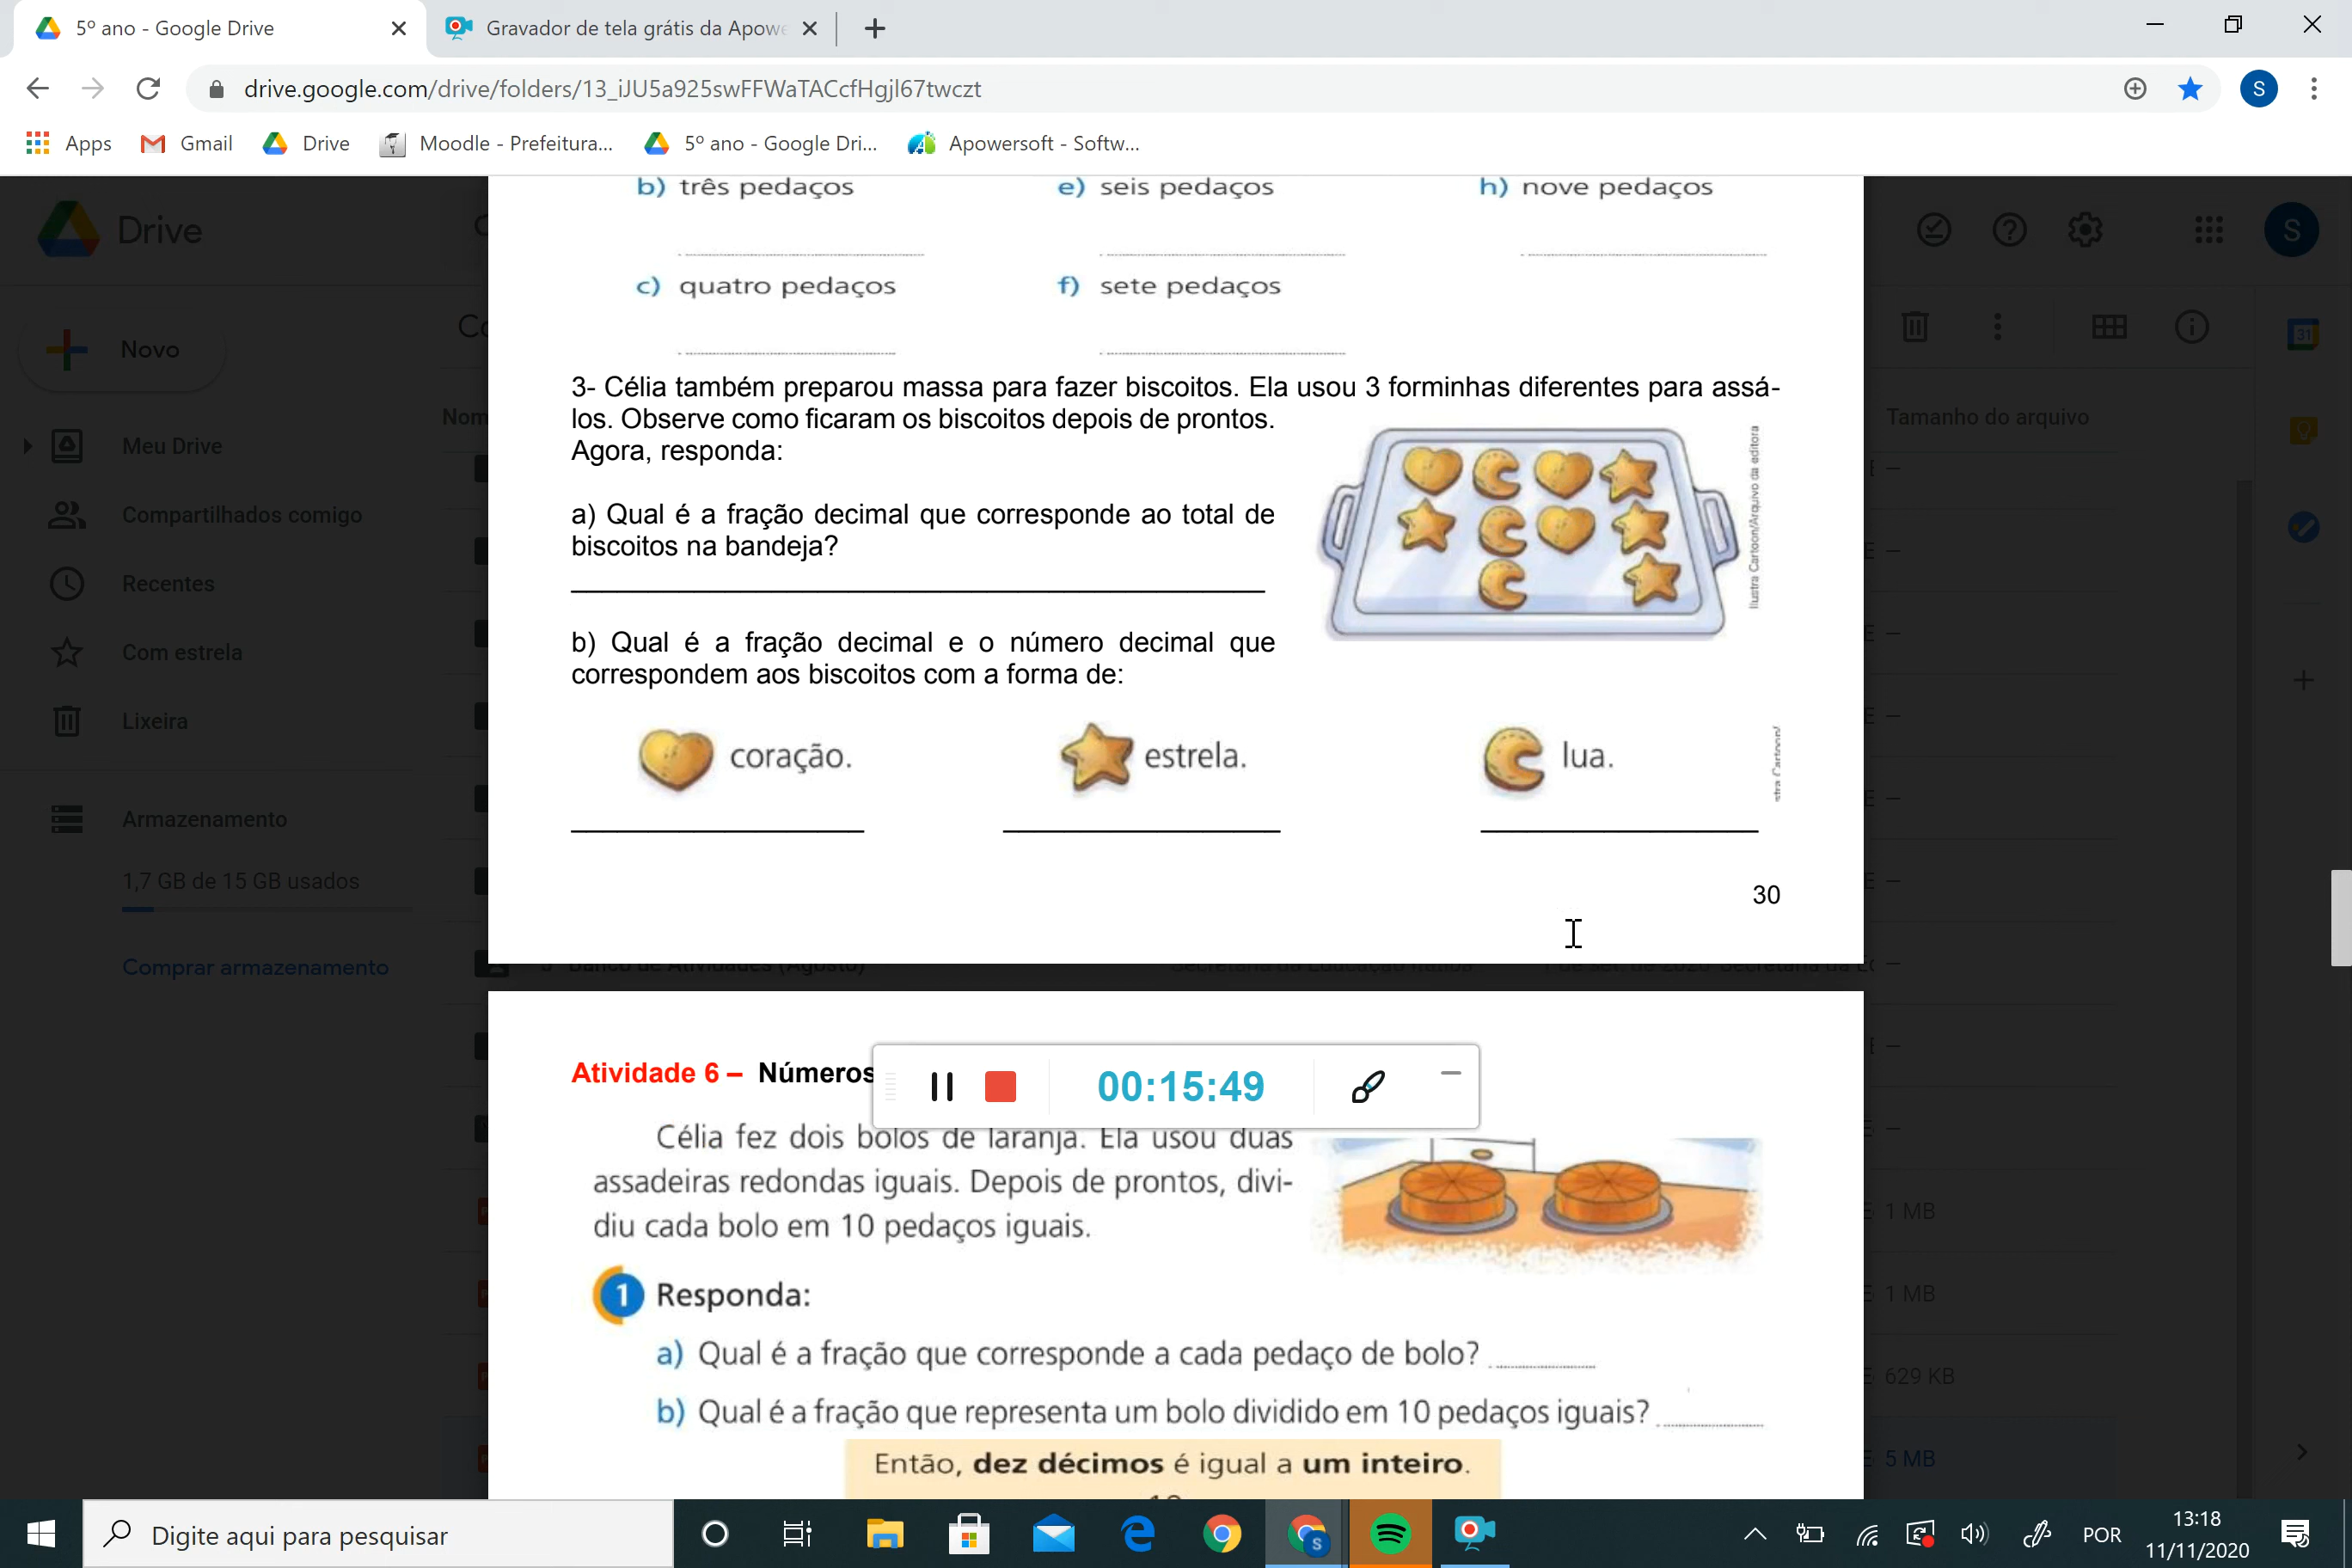 5º ano - Google Drive
Gravador de tela grátis da Apowe
drive.google.com/drive/folders/13_iJU5a925swFFWaTACcfHgjl67twczt
S
Apps
Gmail
Drive
Moodle - Prefeitura...
5º ano - Google Dri...
Apowersoft - Softw...
Drive
S
b) três pedaços
e) seis pedaços
h) nove pedaços
c) quatro pedaços
f) sete pedaços
Novo
Nom
Tamanho do arquivo
Meu Drive
Compartilhados comigo
Recentes
Com estrela
Lixeira
Armazenamento
1,7 GB de 15 GB usados
Comprar armazenamento
31
3- Célia também preparou massa para fazer biscoitos. Ela usou 3 forminhas diferentes para assá-
los. Observe como ficaram os biscoitos depois de prontos.
Agora, responda:
Ilustra Cartoon/Arquivo da editora
a) Qual é a fração decimal que corresponde ao total de
biscoitos na bandeja?
b) Qual é a fração decimal e o número decimal que
correspondem aos biscoitos com a forma de:
coração.
estrela.
lua.
30
Atividade 6 – Números
00:15:49
Célia fez dois bolos de laranja. Ela usou duas
assadeiras redondas iguais. Depois de prontos, divi-
diu cada bolo em 10 pedaços iguais.
1 Responda:
a) Qual é a fração que corresponde a cada pedaço de bolo?
b) Qual é a fração que representa um bolo dividido em 10 pedaços iguais?
Então, dez décimos é igual a um inteiro.
1 MB
1 MB
629 KB
5 MB
Digite aqui para pesquisar
S
POR
13:18
11/11/2020